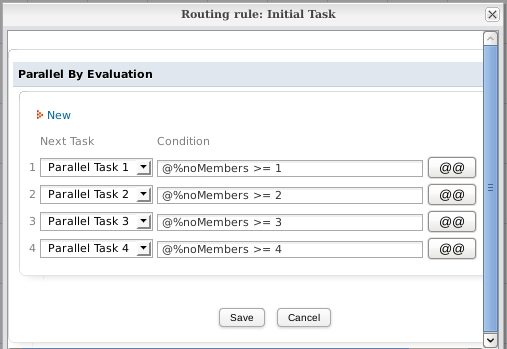 Routing rule: Initial Task
Parallel By Evaluation
New
Next Task Condition
1 Parallel Task 1 @%noMembers >= 1 @@
2 Parallel Task 2 @%noMembers >= 2 @@
3 Parallel Task 3 @%noMembers >= 3 @@
4 Parallel Task 4 @%noMembers >= 4 @@
Save Cancel